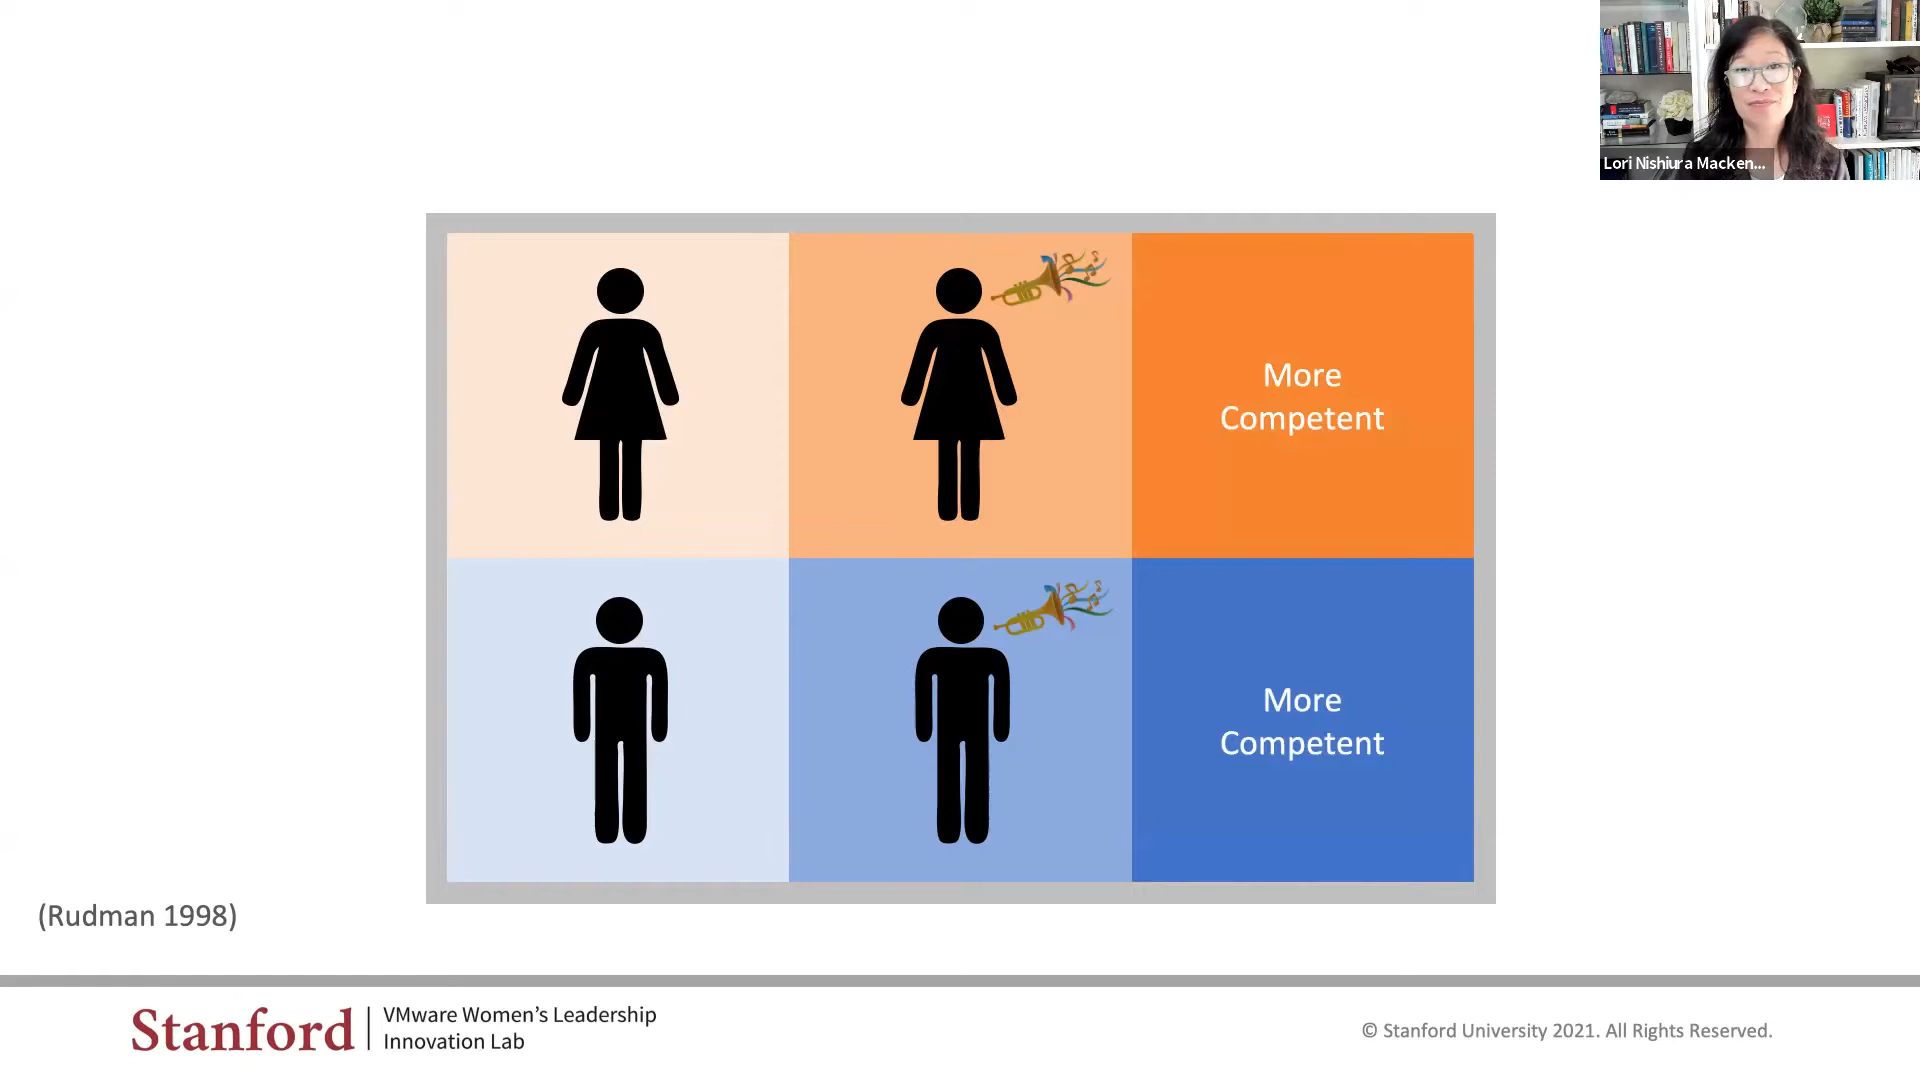 Lori Nishiura Macken...
More
Competent
More
Competent
(Rudman 1998)
Stanford
VMware Women's Leadership
Innovation Lab
© Stanford University 2021. All Rights Reserved.